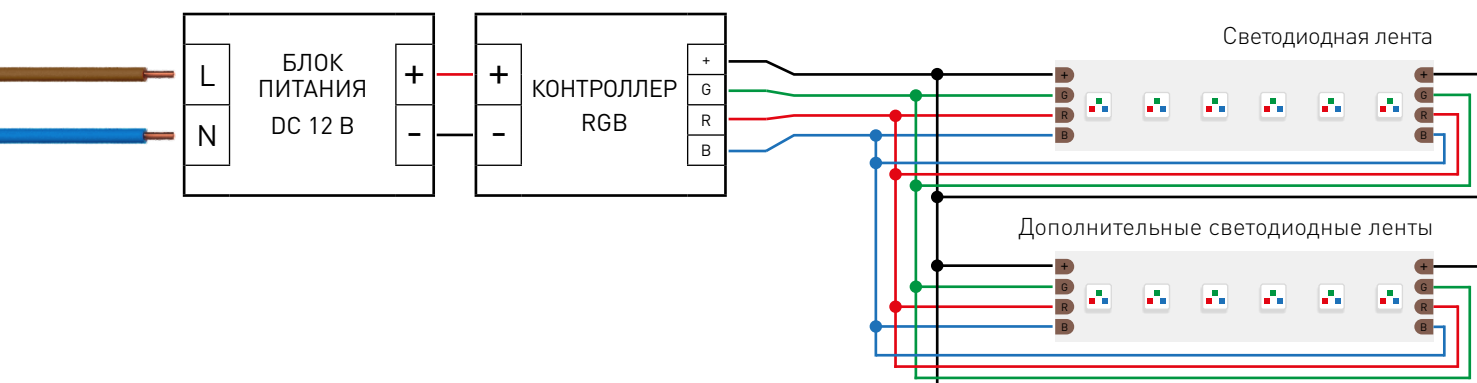 L
N
БЛОК
ПИТАНИЯ
DC 12 В
+
-
+
-
КОНТРОЛЛЕР
RGB
+
G
R
B
Светодиодная лента
+
G
R
B
+
G
R
B
Дополнительные светодиодные ленты
+
G
R
B
+
G
R
B